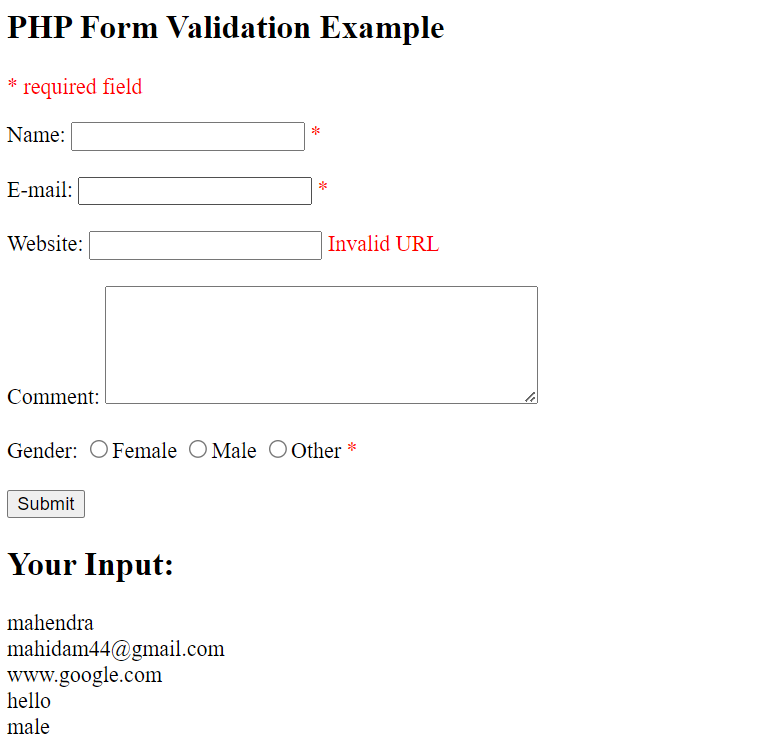 PHP Form Validation Example
* required field
Name: *
E-mail: *
Website: Invalid URL
Comment:
Gender: Female Male Other *
Submit
Your Input:
mahendra
mahidam44@gmail.com
www.google.com
hello
male